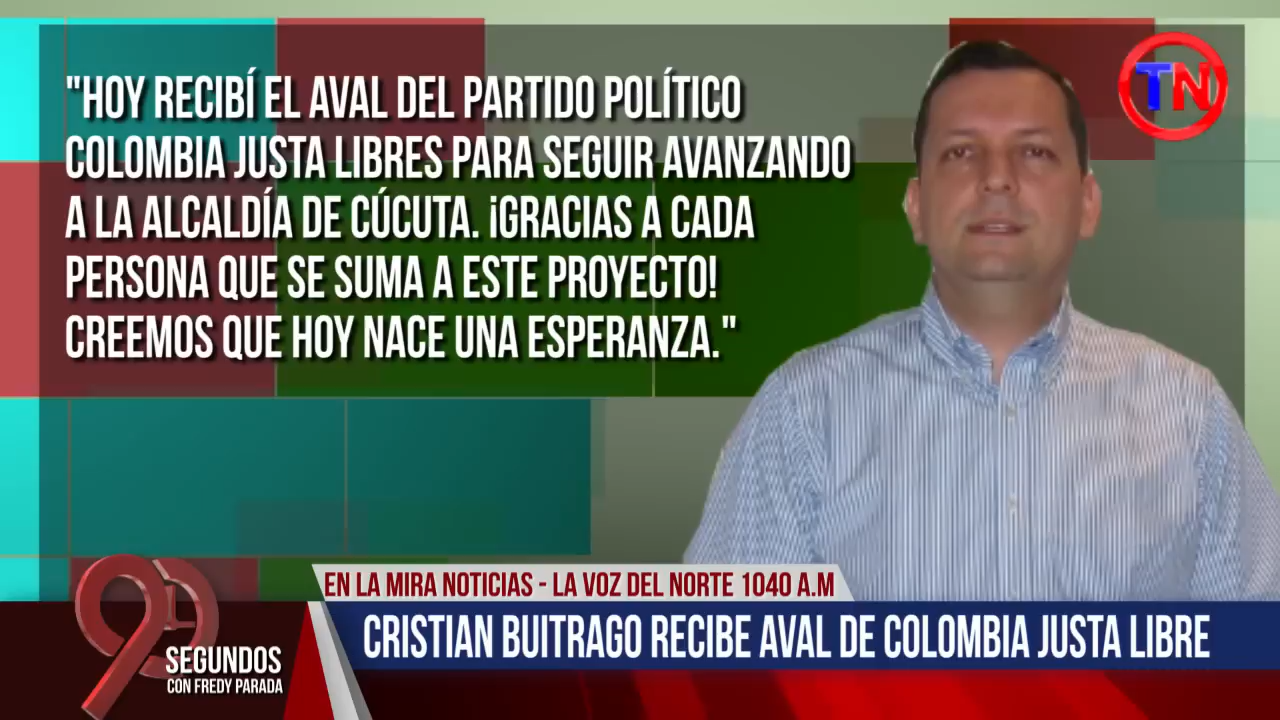 "HOY RECIBÍ EL AVAL DEL PARTIDO POLÍTICO
COLOMBIA JUSTA LIBRES PARA SEGUIR AVANZANDO
A LA ALCALDÍA DE CÚCUTA. ¡GRACIAS A CADA
PERSONA QUE SE SUMA A ESTE PROYECTO!
CREEMOS QUE HOY NACE UNA ESPERANZA."
TN
EN LA MIRA NOTICIAS - LA VOZ DEL NORTE 1040 A.M
CRISTIAN BUITRAGO RECIBE AVAL DE COLOMBIA JUSTA LIBRE
90
SEGUNDOS
CON FREDY PARADA